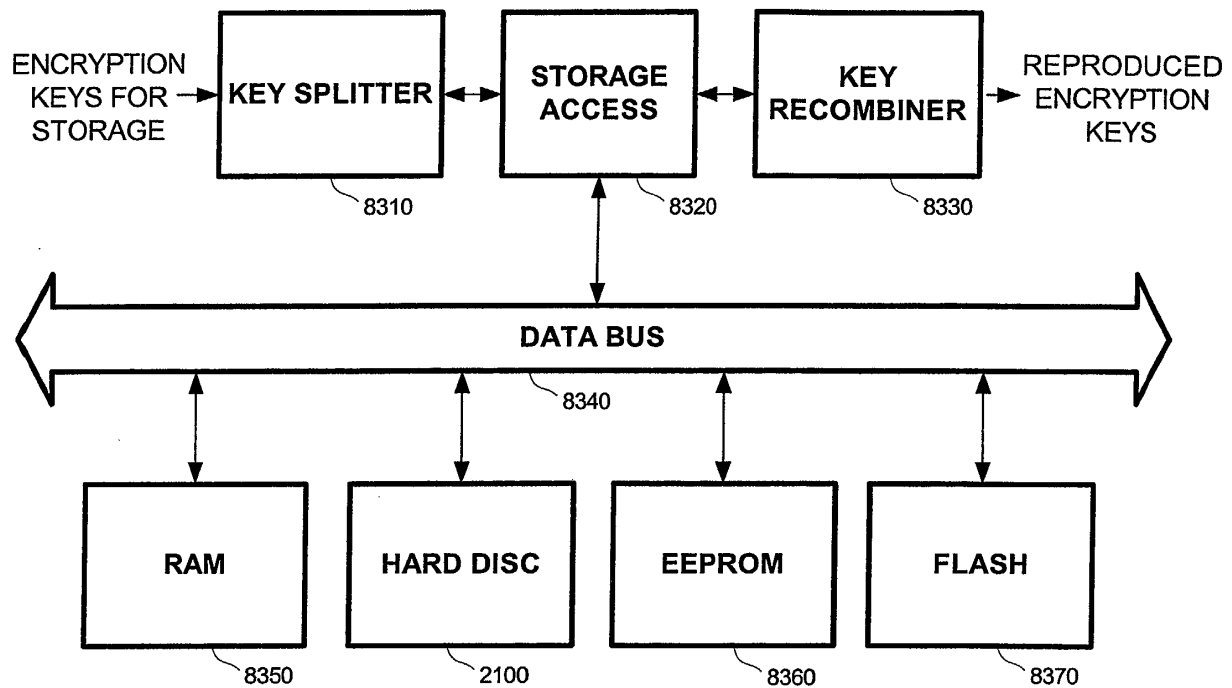 ENCRYPTION
KEYS FOR
STORAGE
KEY SPLITTER
STORAGE
ACCESS
KEY
RECOMBINER
REPRODUCED
ENCRYPTION
KEYS
8310
8320
8330
DATA BUS
8340
RAM
HARD DISC
EEPROM
FLASH
8350
2100
8360
8370